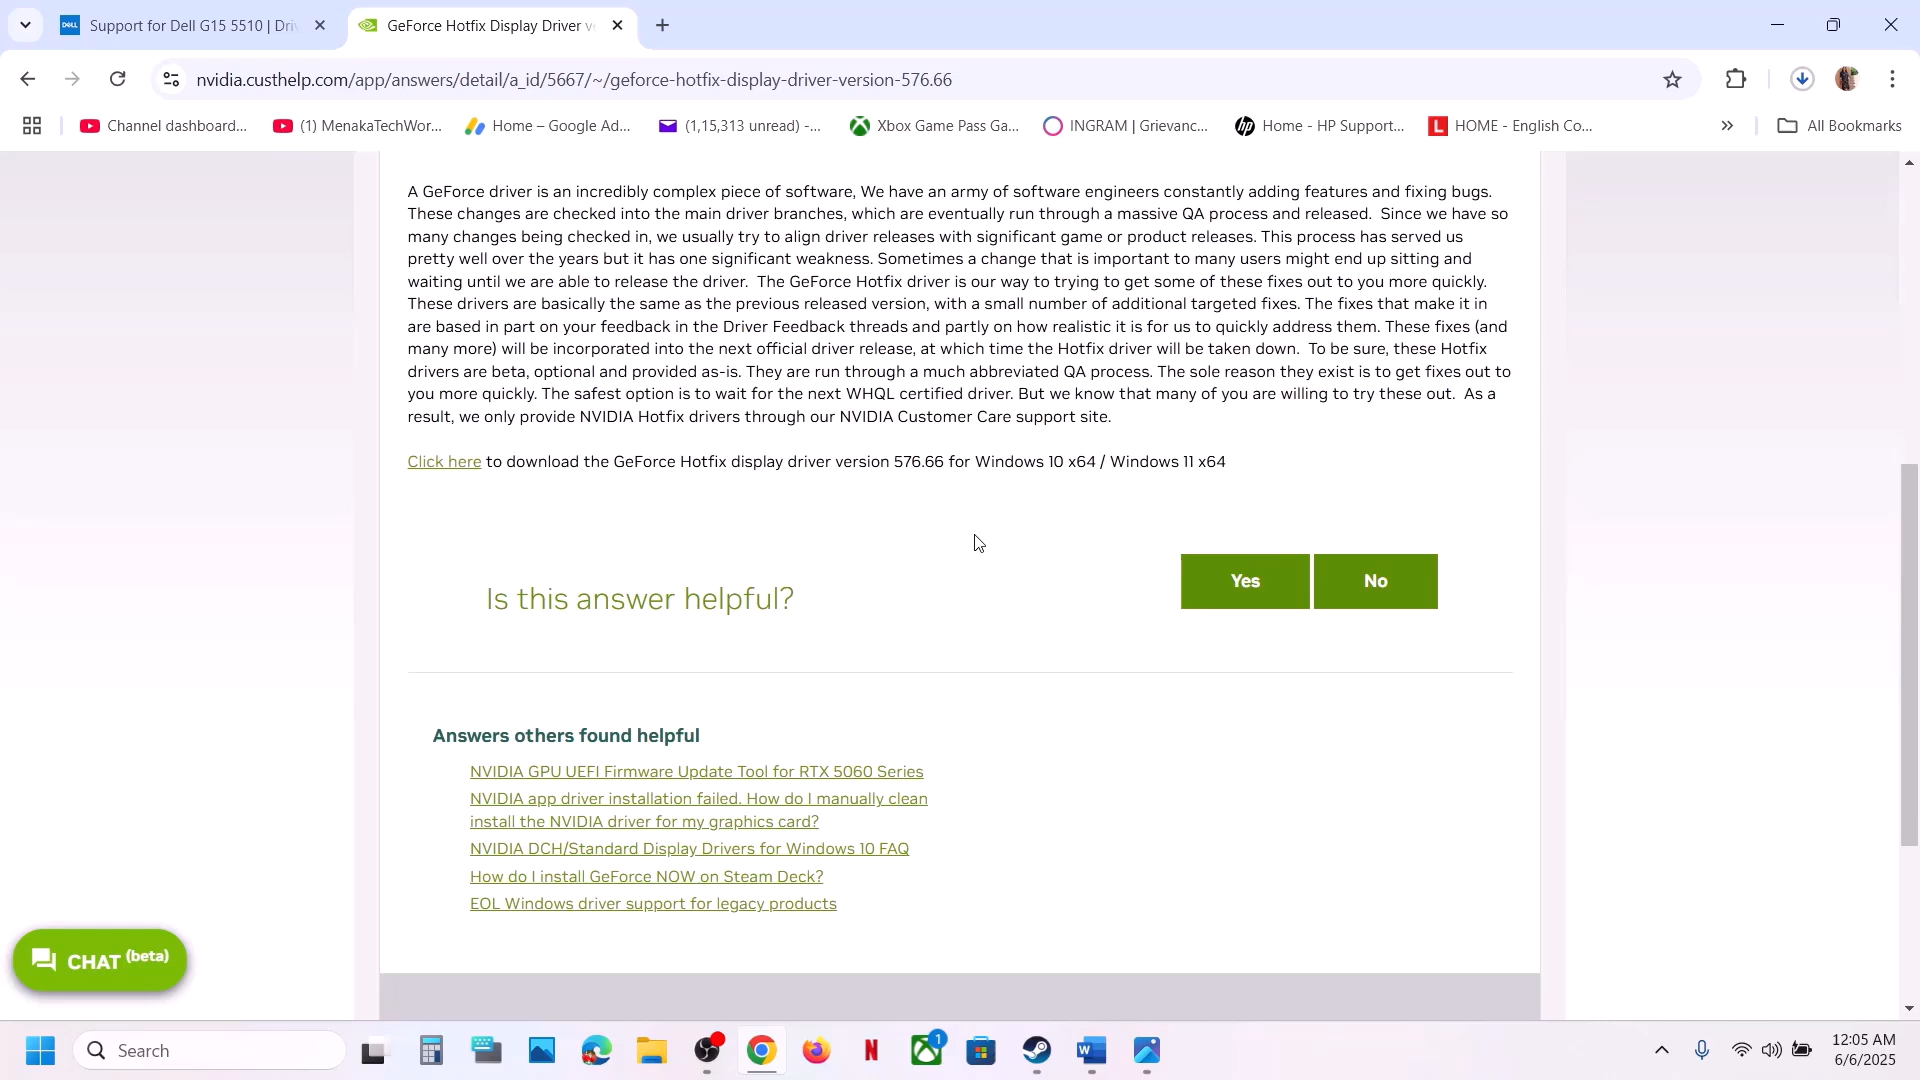 Support for Dell G15 5510 | Dri
GeForce Hotfix Display Driver ve
nvidia.custhelp.com/app/answers/detail/a_id/5667/~/geforce-hotfix-display-driver-version-576.66
Channel dashboard...
(1) MenakaTechWor...
Home – Google Ad...
(1,15,313 unread) -...
Xbox Game Pass Ga...
INGRAM | Grievanc...
Home - HP Support...
HOME - English Co...
All Bookmarks
A GeForce driver is an incredibly complex piece of software, We have an army of software engineers constantly adding features and fixing bugs.
These changes are checked into the main driver branches, which are eventually run through a massive QA process and released.  Since we have so
many changes being checked in, we usually try to align driver releases with significant game or product releases. This process has served us
pretty well over the years but it has one significant weakness. Sometimes a change that is important to many users might end up sitting and
waiting until we are able to release the driver.  The GeForce Hotfix driver is our way to trying to get some of these fixes out to you more quickly.
These drivers are basically the same as the previous released version, with a small number of additional targeted fixes. The fixes that make it in
are based in part on your feedback in the Driver Feedback threads and partly on how realistic it is for us to quickly address them. These fixes (and
many more) will be incorporated into the next official driver release, at which time the Hotfix driver will be taken down.  To be sure, these Hotfix
drivers are beta, optional and provided as-is. They are run through a much abbreviated QA process. The sole reason they exist is to get fixes out to
you more quickly. The safest option is to wait for the next WHQL certified driver. But we know that many of you are willing to try these out.  As a
result, we only provide NVIDIA Hotfix drivers through our NVIDIA Customer Care support site.
Click here to download the GeForce Hotfix display driver version 576.66 for Windows 10 x64 / Windows 11 x64
Is this answer helpful?
Yes
No
Answers others found helpful
NVIDIA GPU UEFI Firmware Update Tool for RTX 5060 Series
NVIDIA app driver installation failed. How do I manually clean
install the NVIDIA driver for my graphics card?
NVIDIA DCH/Standard Display Drivers for Windows 10 FAQ
How do I install GeForce NOW on Steam Deck?
EOL Windows driver support for legacy products
CHAT (beta)
Search
1
12:05 AM
6/6/2025